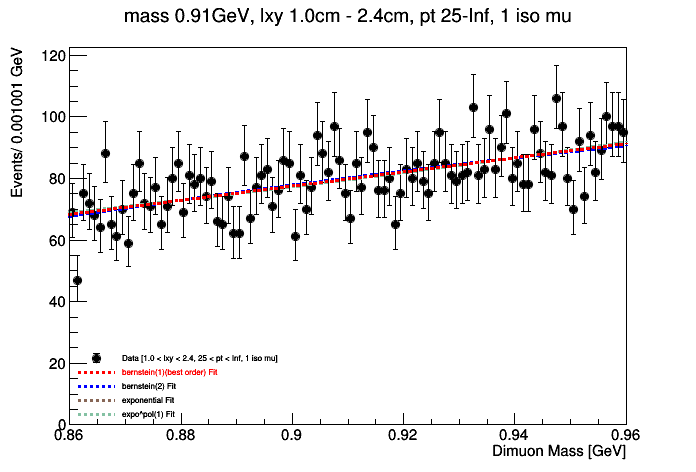 mass 0.91GeV, lxy 1.0cm - 2.4cm, pt 25-Inf, 1 iso mu
Events/ 0.001001 GeV
120
100
80
60
40
20
0
Data [1.0 < lxy < 2.4, 25 < pt < Inf, 1 iso mu]
bernstein(1)(best order) Fit
bernstein(2) Fit
exponential Fit
expo*pol(1) Fit
0.86 0.88 0.9 0.92 0.94 0.96
Dimuon Mass [GeV]